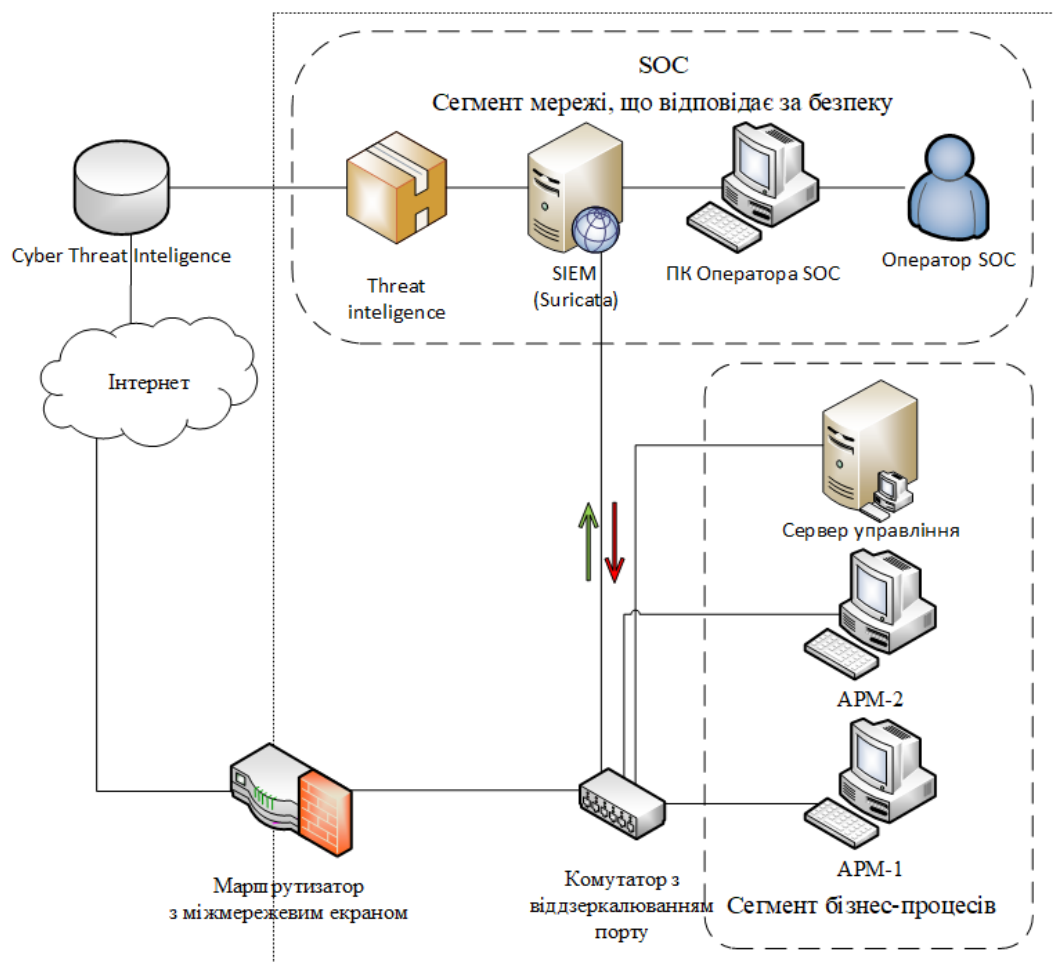 SOC
Сегмент мережі, що відповідає за безпеку
Cyber Threat Inteligence
Threat
inteligence
SIEM
(Suricata)
ПК Оператора SOC
Оператор SOC
Інтернет
Сервер управління
АРМ-2
АРМ-1
Сегмент бізнес-процесів
Маршрутизатор
з міжмережевим екраном
Комутатор з
віддзеркалюванням
порту